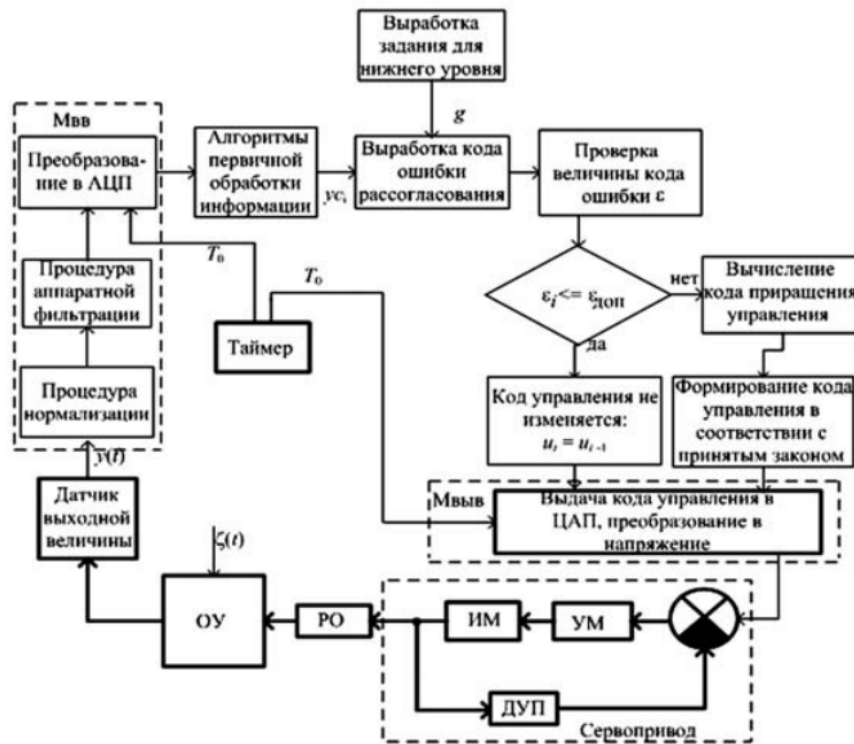 Выработка
задания для
нижнего уровня
g
Мвв
Преобразова-
ние в АЦП
Алгоритмы
первичной
обработки
информации
yci
Выработка кода
ошибки
рассогласования
Проверка
величины кода
ошибки ε
T0
T0
Процедура
аппаратной
фильтрации
Таймер
εi<= εдоп
нет
да
Вычисление
кода приращения
управления
Процедура
нормализации
Код управления не
изменяется:
ui = ui-1
Формирование кода
управления в
соответствии с
принятым законом
y(t)
Датчик
выходной
величины
Мвыв
Выдача кода управления в
ЦАП, преобразование в
напряжение
ζ(t)
ОУ
РО
ИМ
УМ
ДУП
Сервопривод